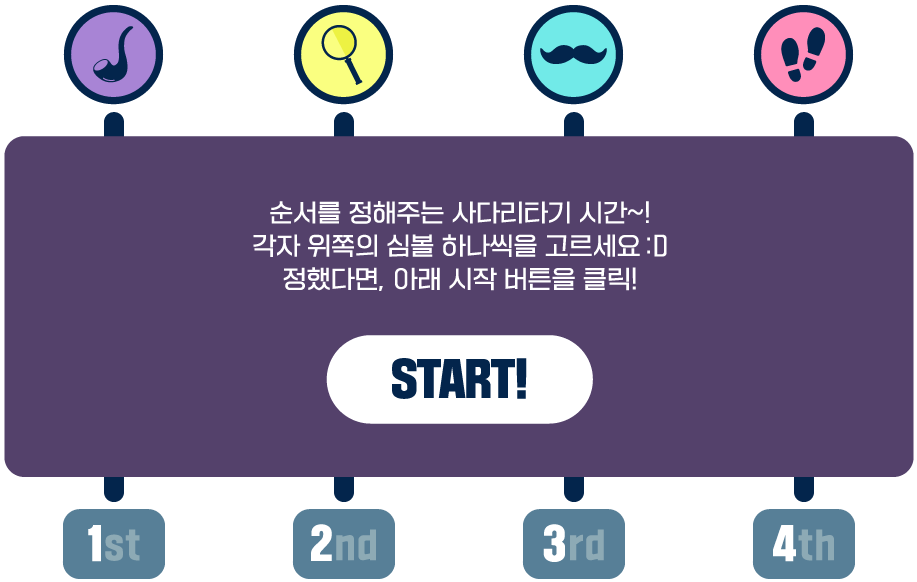 순서를 정해주는 사다리타기 시간~!
각자 위쪽의 심볼 하나씩을 고르세요 :D
정했다면, 아래 시작 버튼을 클릭!
START!
1st 2nd 3rd 4th